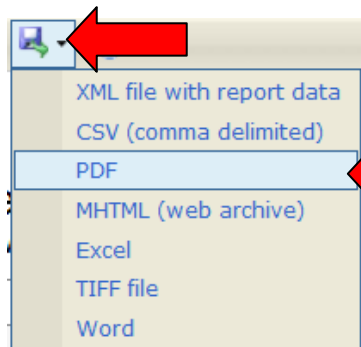 XML file with report data
CSV (comma delimited)
PDF
MHTML (web archive)
Excel
TIFF file
Word